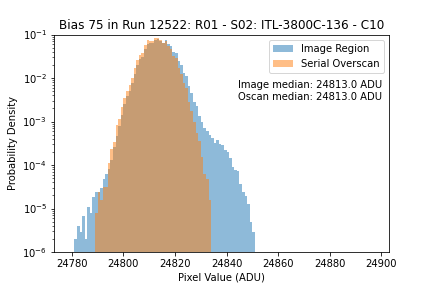 Bias 75 in Run 12522: R01 - S02: ITL-3800C-136 - C10
Image Region
Serial Overscan
Image median: 24813.0 ADU
Oscan median: 24813.0 ADU
Probability Density
10⁻¹
10⁻²
10⁻³
10⁻⁴
10⁻⁵
10⁻⁶
24780 24800 24820 24840 24860 24880 24900
Pixel Value (ADU)